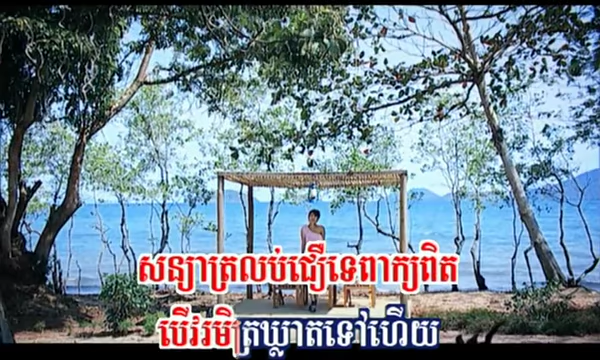 សន្យាត្រលប់ជឿទេពាក្យពិត
បើវរមិត្រឃ្លាតទៅហើយ